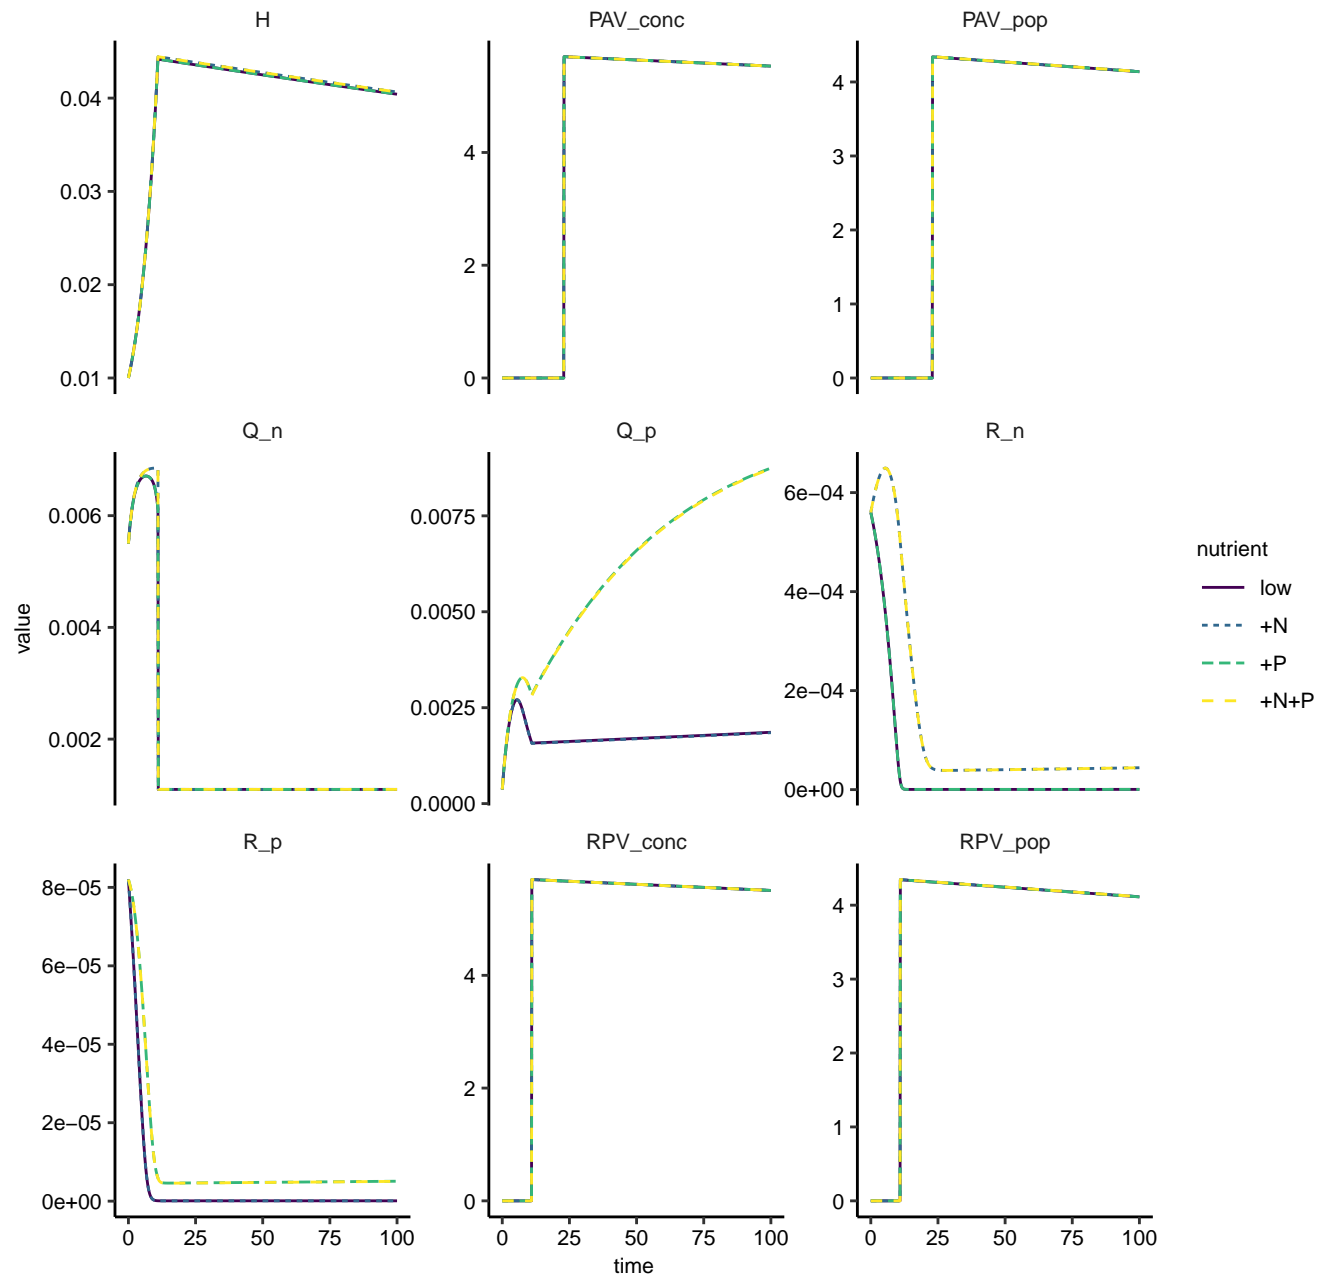 H
PAV_conc
PAV_pop
0.04
0.03
0.02
0.01
4
2
0
4
3
2
1
0
Q_n
Q_p
R_n
0.006
0.004
0.002
0.0075
0.0050
0.0025
0.0000
6e−04
4e−04
2e−04
0e+00
R_p
RPV_conc
RPV_pop
8e−05
6e−05
4e−05
2e−05
0e+00
4
2
0
4
3
2
1
0
0 25 50 75 100
0 25 50 75 100
0 25 50 75 100
time
value
nutrient
low
+N
+P
+N+P